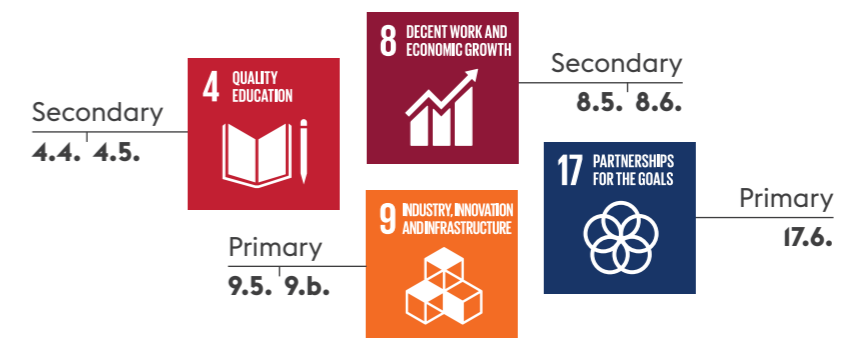 Secondary
4.4. 4.5.
4 QUALITY
EDUCATION
8 DECENT WORK AND
ECONOMIC GROWTH
Secondary
8.5. 8.6.
Primary
9.5. 9.b.
9 INDUSTRY, INNOVATION
AND INFRASTRUCTURE
17 PARTNERSHIPS
FOR THE GOALS
Primary
17.6.